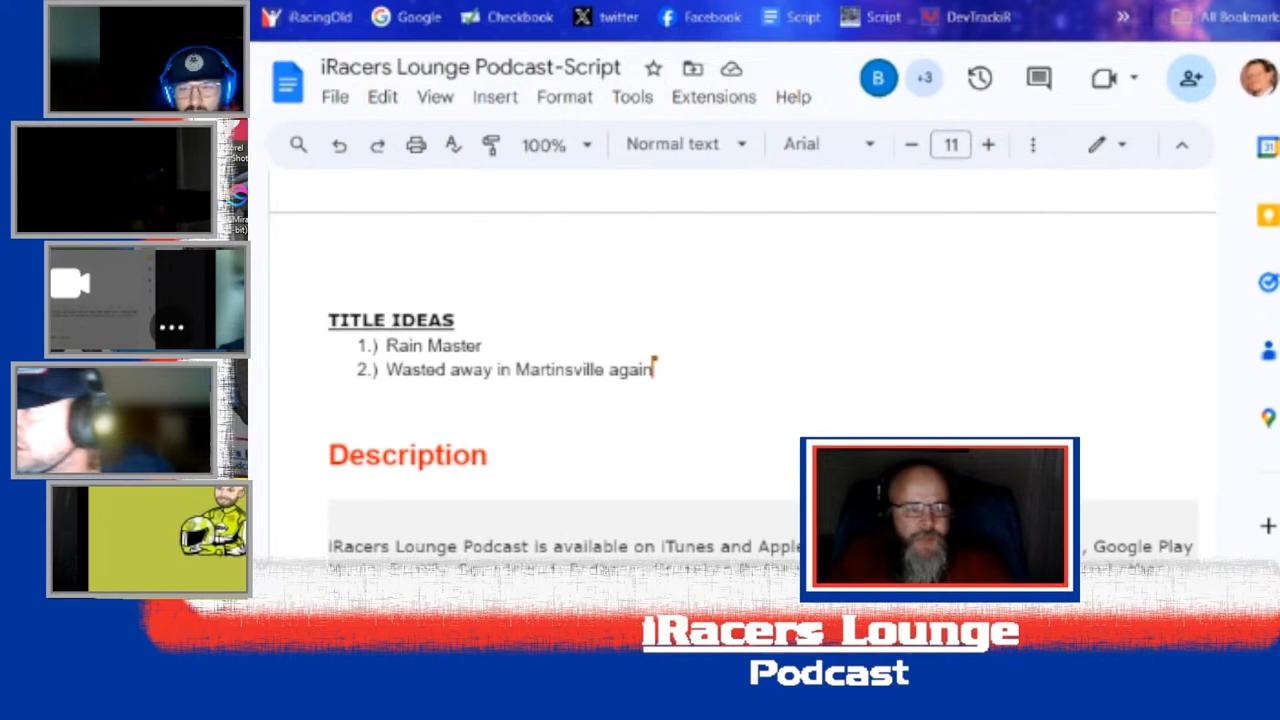 iRacingOld Google Checkbook twitter Facebook Script Script DevTrackiR » All Bookmark
iRacers Lounge Podcast-Script
B +3
File Edit View Insert Format Tools Extensions Help
100% Normal text Arial 11
TITLE IDEAS
1.) Rain Master
2.) Wasted away in Martinsville again
Description
iRacers Lounge Podcast is available on iTunes and Apple , Google Play
iRacers Lounge
Podcast